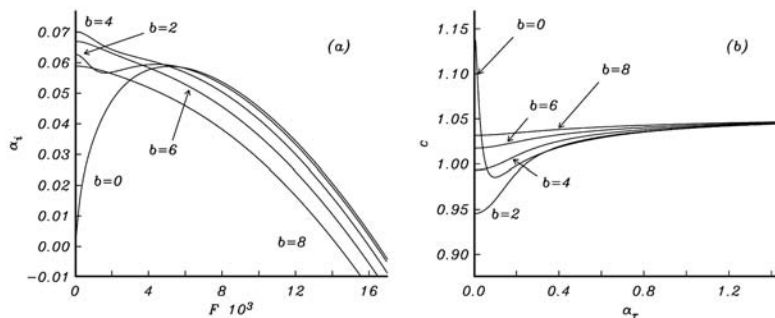 b=4
b=2
(a)
0.07
0.06
0.05
0.04
0.03
0.02
0.01
0.00
−0.01
α_i
b=0
b=6
b=8
0
4
8
12
16
F 10³
(b)
1.15
1.10
1.05
1.00
0.95
0.90
c
b=0
b=8
b=6
b=4
b=2
0.0
0.4
0.8
1.2
α_r